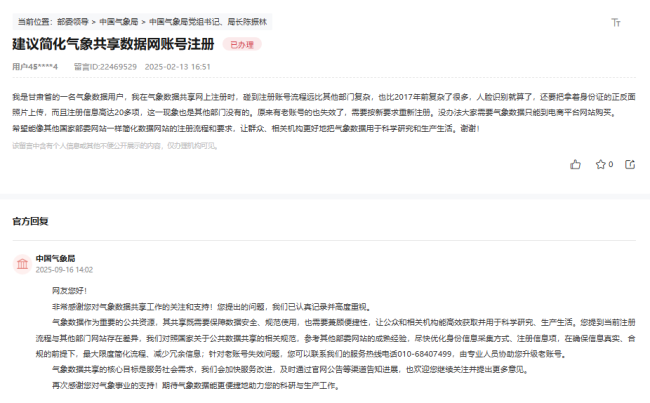 当前位置：部委领导 > 中国气象局 > 中国气象局党组书记、局长陈振林
建议简化气象共享数据网账号注册 已办理
用户45****4 留言ID:22469529 2025-02-13 16:51
我是甘肃省的一名气象数据用户，我在气象数据共享网上注册时，碰到注册账号流程远比其他部门复杂，也比2017年前复杂了很多，人脸识别就算了，还要把拿着身份证的正反面
照片上传，而且注册信息高达20多项，这一现象也是其他部门没有的。原来有老账号的也失效了，需要按新要求重新注册。没办法大家需要气象数据只能到电商平台网站购买。
希望能像其他国家部委网站一样简化数据网站的注册流程和要求，让群众、相关机构更好地把气象数据用于科学研究和生产生活。谢谢！
该留言中含有个人信息或其他不便公开展示的内容，仅办理机构可见。
0
官方回复
中国气象局
2025-09-16 14:02
网友您好！
非常感谢您对气象数据共享工作的关注和支持！您提出的问题，我们已认真记录并高度重视。
气象数据作为重要的公共资源，其共享既需要保障数据安全、规范使用，也需要兼顾便捷性，让公众和相关机构能高效获取并用于科学研究、生产生活。您提到当前注册
流程与其他部门网站存在差异，我们对照国家关于公共数据共享的相关规范，参考其他部委网站的成熟经验，尽快优化身份信息采集方式、注册信息项，在确保信息真实、合
规的前提下，最大限度简化流程、减少冗余信息；针对老账号失效问题，您可以联系我们的服务热线电话010-68407499，由专业人员协助您升级老账号。
气象数据共享的核心目标是服务社会需求，我们会加快服务改进，及时通过官网公告等渠道告知进展，也欢迎您继续关注并提出更多意见。
再次感谢您对气象事业的支持！期待气象数据能更便捷地助力您的科研与生产工作。